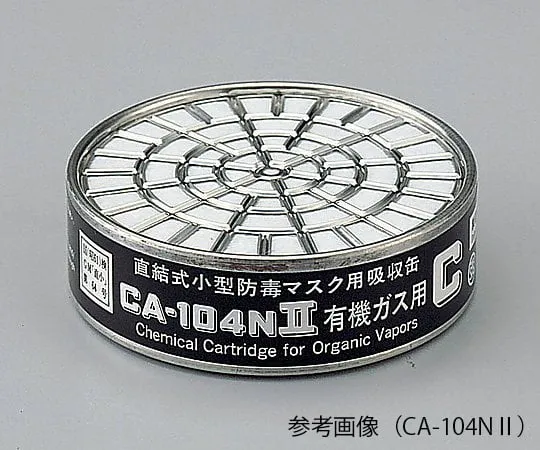 直結式小型防毒マスク用吸収缶
CA-104NⅡ 有機ガス用 C
Chemical Cartridge for Organic Vapors
参考画像（CA-104NⅡ）